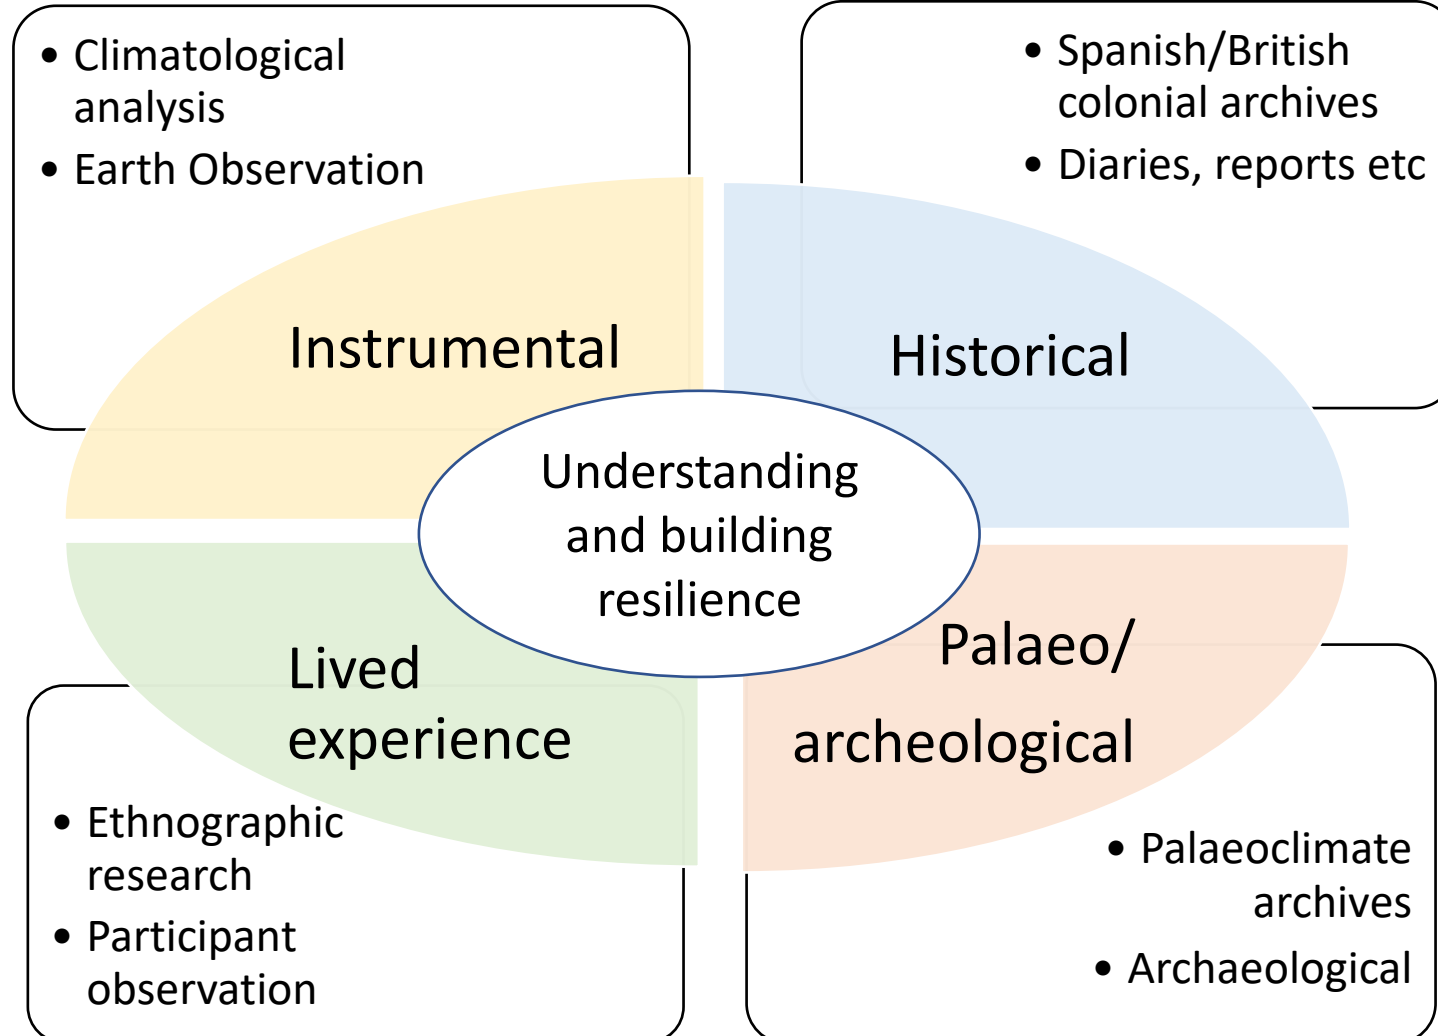 • Climatological
analysis
• Earth Observation
• Spanish/British
colonial archives
• Diaries, reports etc
Instrumental
Historical
Understanding
and building
resilience
Lived
experience
Palaeo/
archeological
• Ethnographic
research
• Participant
observation
• Palaeoclimate
archives
• Archaeological